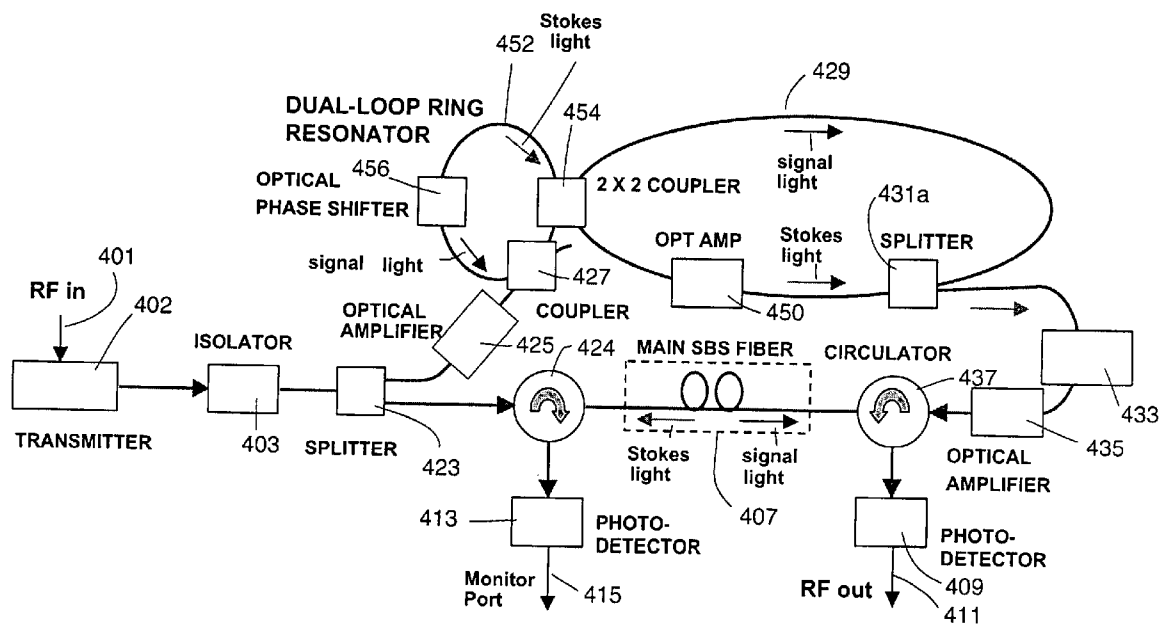 Stokes
light
452
429
DUAL-LOOP RING
RESONATOR
454
signal
light
456
OPTICAL
PHASE SHIFTER
2 X 2 COUPLER
431a
OPT AMP
Stokes
light
SPLITTER
signal light
427
450
401
RF in
402
OPTICAL
AMPLIFIER
COUPLER
425
ISOLATOR
424
MAIN SBS FIBER
CIRCULATOR
437
433
TRANSMITTER
403
SPLITTER
423
Stokes
light
signal
light
435
OPTICAL
AMPLIFIER
407
413
PHOTO-
DETECTOR
PHOTO-
DETECTOR
409
Monitor
Port
415
RF out
411